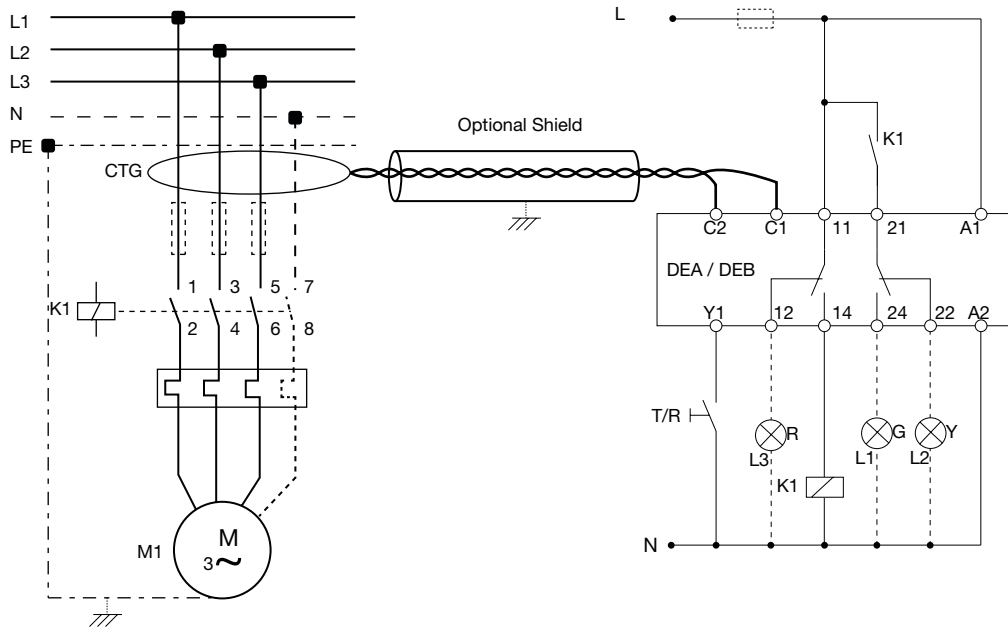 L1
L2
L3
N
PE
CTG
Optional Shield
L
K1
C2 C1 11 21 A1
DEA / DEB
Y1 12 14 24 22 A2
K1
1 3 5 7
2 4 6 8
T/R
R
L3
G
L1
Y
L2
K1
N
M1
M
3 ~